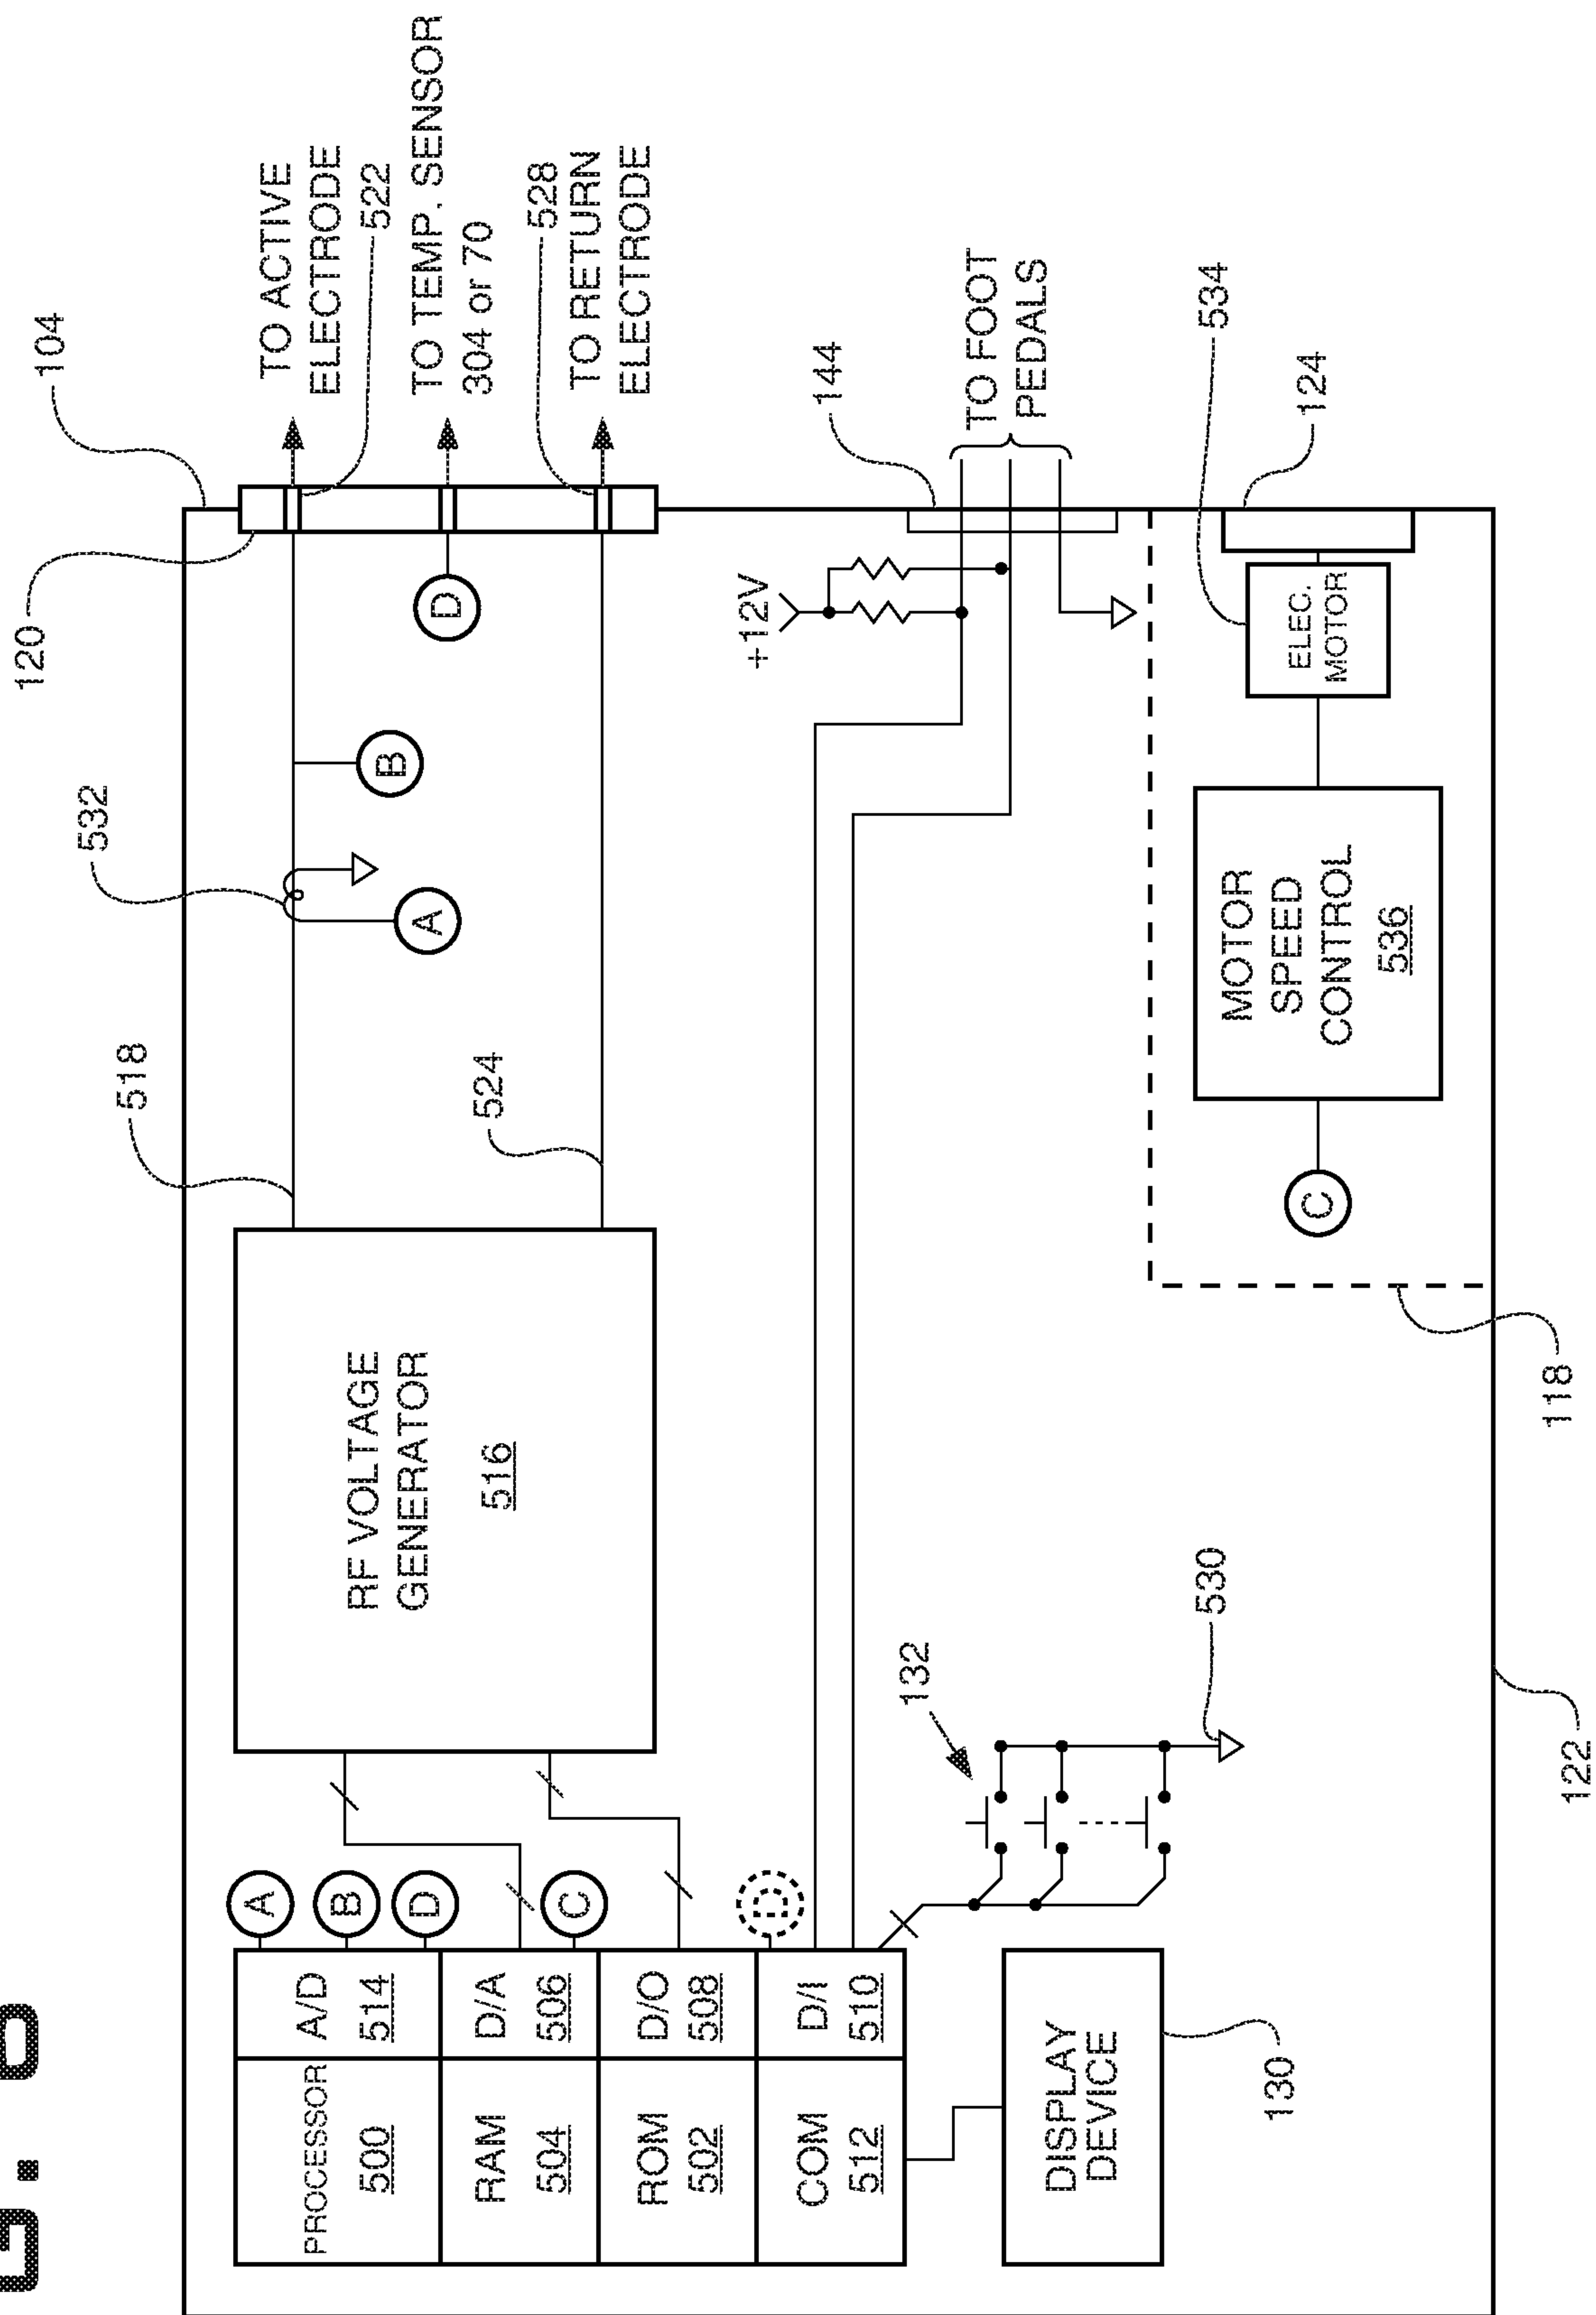 104
120
TO ACTIVE
ELECTRODE
522
TO TEMP. SENSOR
304 or 70
528
TO RETURN
ELECTRODE
532
518
524
A
B
D
RF VOLTAGE
GENERATOR
516
A
B
D
C
D
PROCESSOR
500
A/D
514
RAM
504
D/A
506
ROM
502
D/O
508
COM
512
D/I
510
DISPLAY
DEVICE
130
132
530
+12V
144
TO FOOT
PEDALS
534
124
ELEC.
MOTOR
MOTOR
SPEED
CONTROL
536
C
118
122